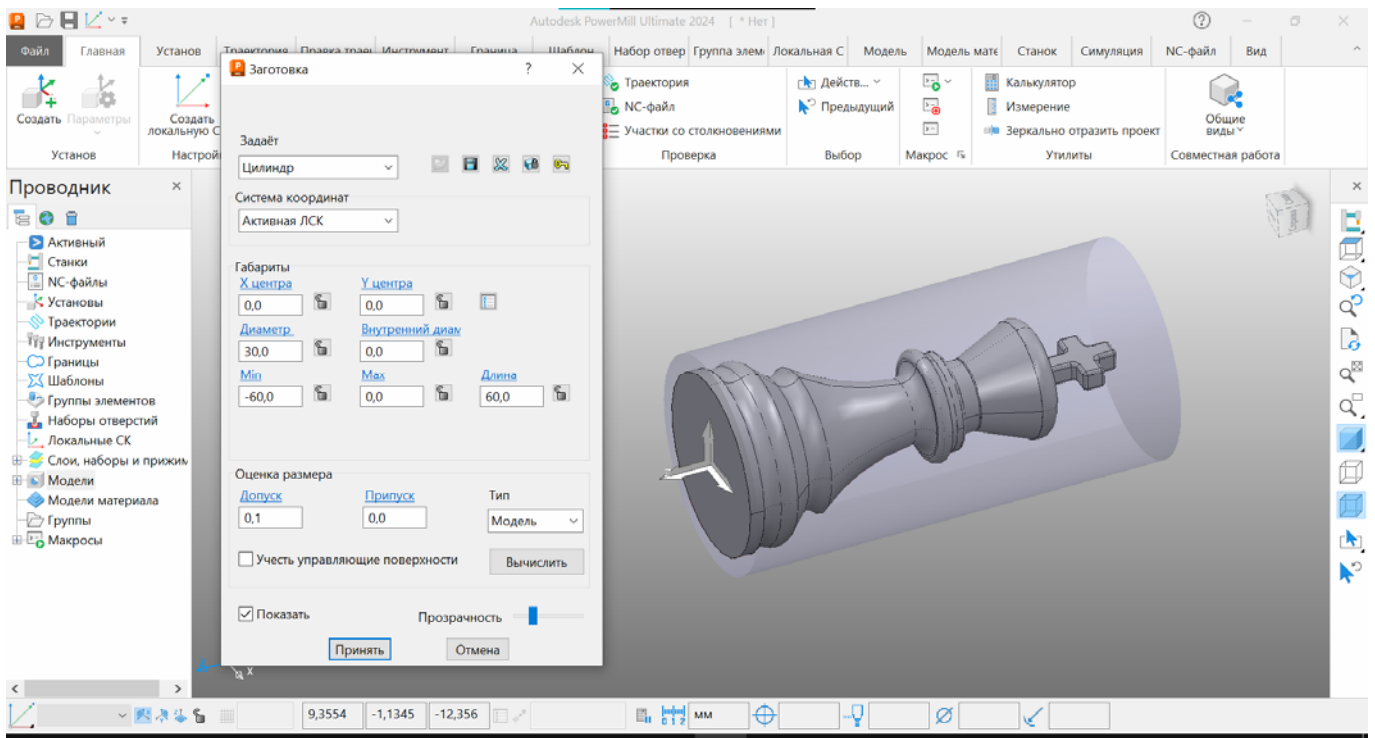 Autodesk PowerMill Ultimate 2024 [ * Нет ]
Файл Главная Установ Траектория Правка траек Инструмент Граница Шаблон Набор отвер Группа элем Локальная С Модель Модель мате Станок Симуляция NC-файл Вид
Создать
Параметры
Установ
Создать
локальную С
Настрой
Траектория
NC-файл
Участки со столкновениями
Проверка
Действ...
Предыдущий
Выбор
Макрос
Калькулятор
Измерение
Зеркально отразить проект
Утилиты
Общие
виды
Совместная работа
Проводник
Активный
Станки
NC-файлы
Установы
Траектории
Инструменты
Границы
Шаблоны
Группы элементов
Наборы отверстий
Локальные СК
Слои, наборы и прижим
Модели
Модели материала
Группы
Макросы
Заготовка
Задаёт
Цилиндр
Система координат
Активная ЛСК
Габариты
X центра Y центра
0,0 0,0
Диаметр Внутренний диам
30,0 0,0
Min Max Длина
-60,0 0,0 60,0
Оценка размера
Допуск Припуск Тип
0,1 0,0 Модель
Учесть управляющие поверхности
Вычислить
Показать
Прозрачность
Принять Отмена
X
9,3554 -1,1345 -12,356 мм